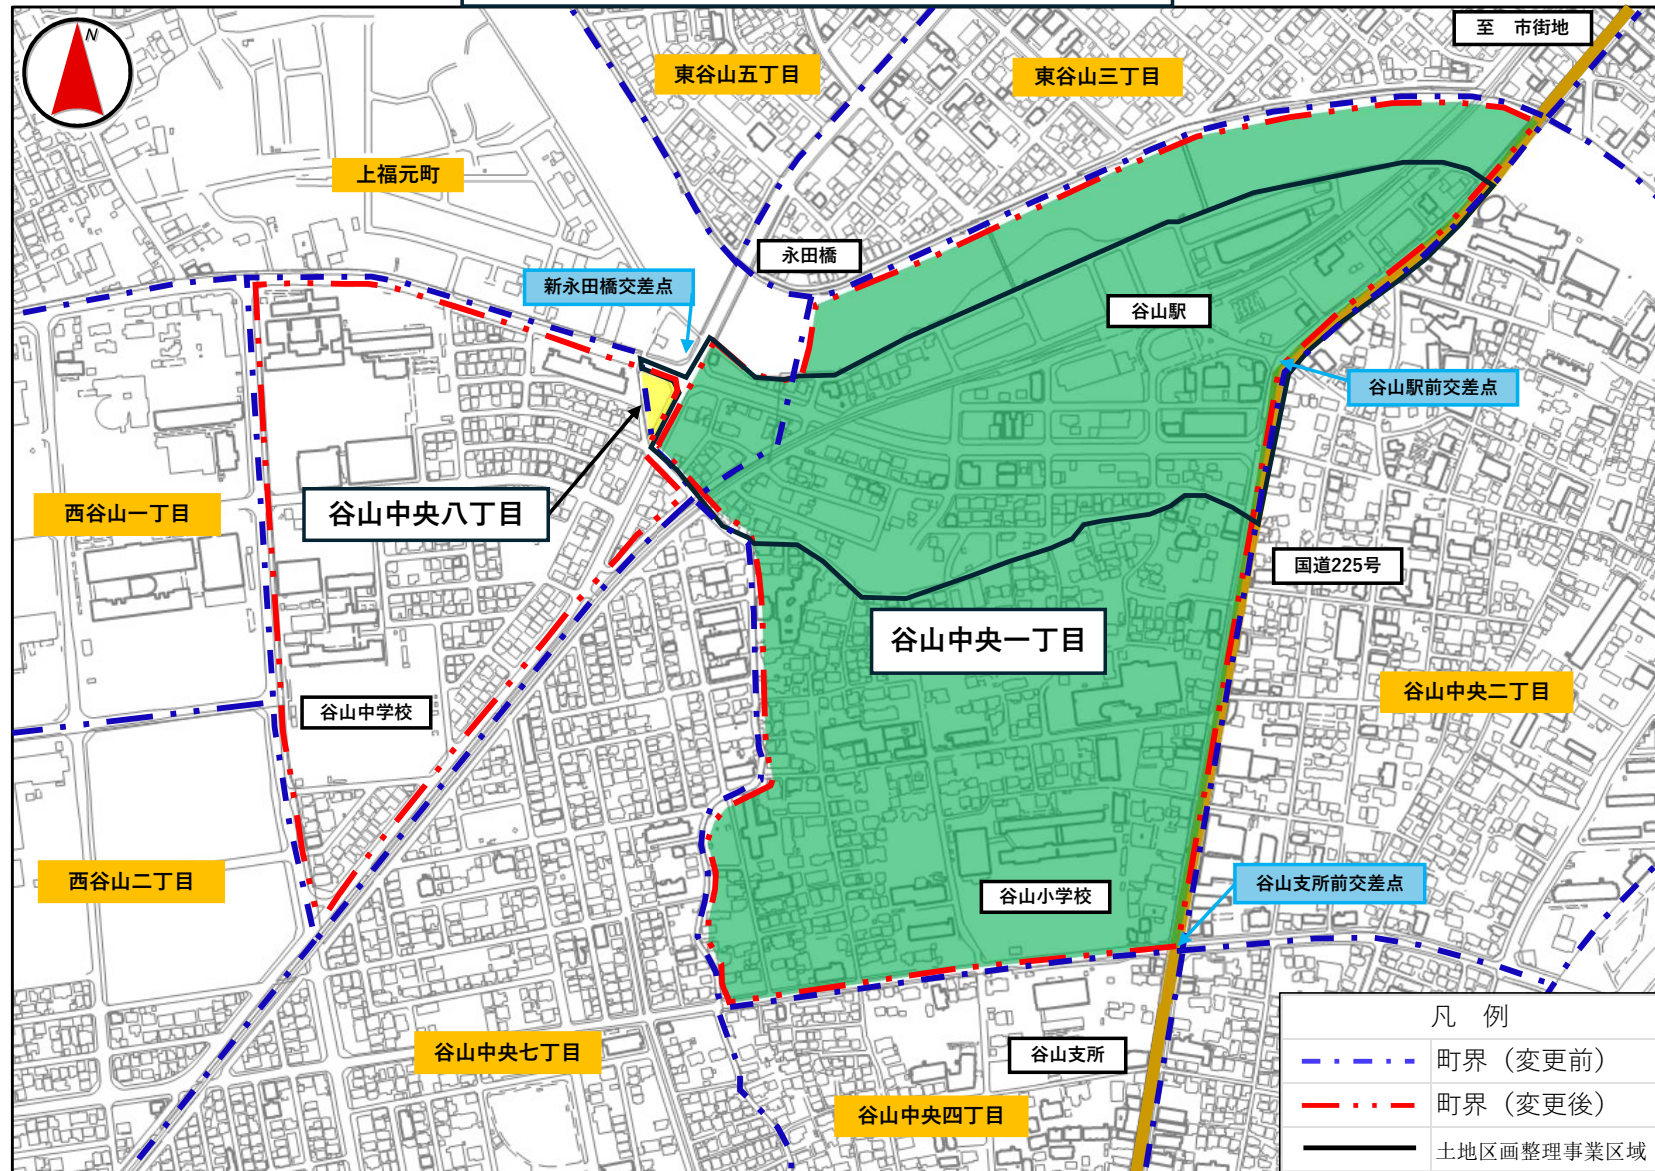 至 市街地
N
東谷山五丁目
東谷山三丁目
上福元町
永田橋
新永田橋交差点
谷山駅
谷山駅前交差点
西谷山一丁目
谷山中央八丁目
国道225号
谷山中央一丁目
谷山中央二丁目
谷山中学校
西谷山二丁目
谷山小学校
谷山支所前交差点
谷山中央七丁目
谷山支所
谷山中央四丁目
凡 例
町界（変更前）
町界（変更後）
土地区画整理事業区域